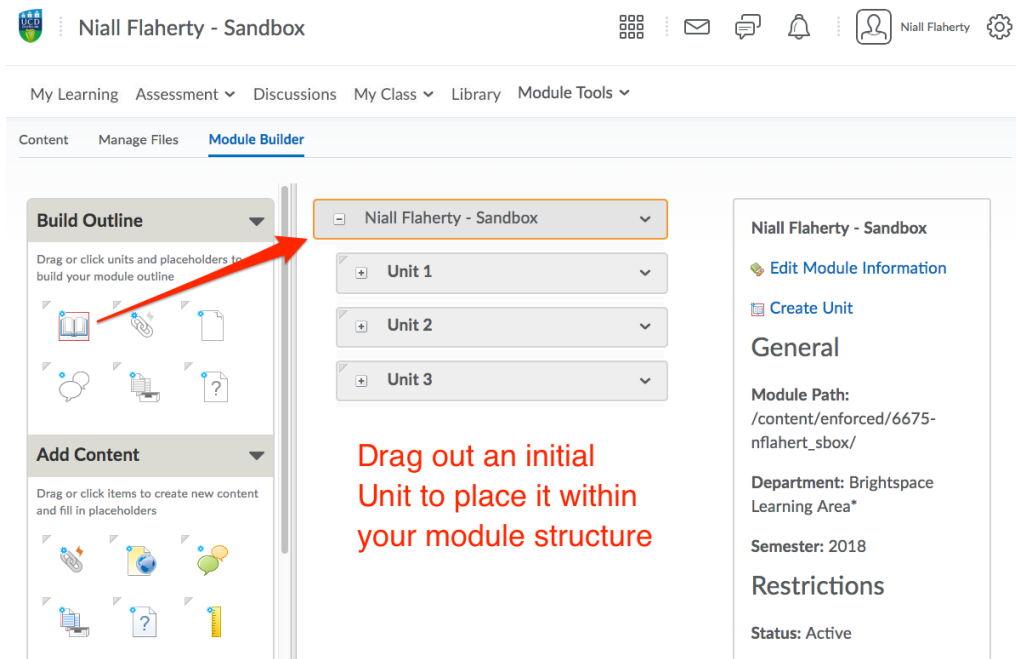 UCD
Niall Flaherty - Sandbox
Niall Flaherty
My Learning Assessment Discussions My Class Library Module Tools
Content Manage Files Module Builder
Build Outline
Drag or click units and placeholders to
build your module outline
?
Add Content
Drag or click items to create new content
and fill in placeholders
?
Niall Flaherty - Sandbox
Unit 1
Unit 2
Unit 3
Drag out an initial
Unit to place it within
your module structure
Niall Flaherty - Sandbox
Edit Module Information
Create Unit
General
Module Path:
/content/enforced/6675-
nflahert_sbox/
Department: Brightspace
Learning Area*
Semester: 2018
Restrictions
Status: Active